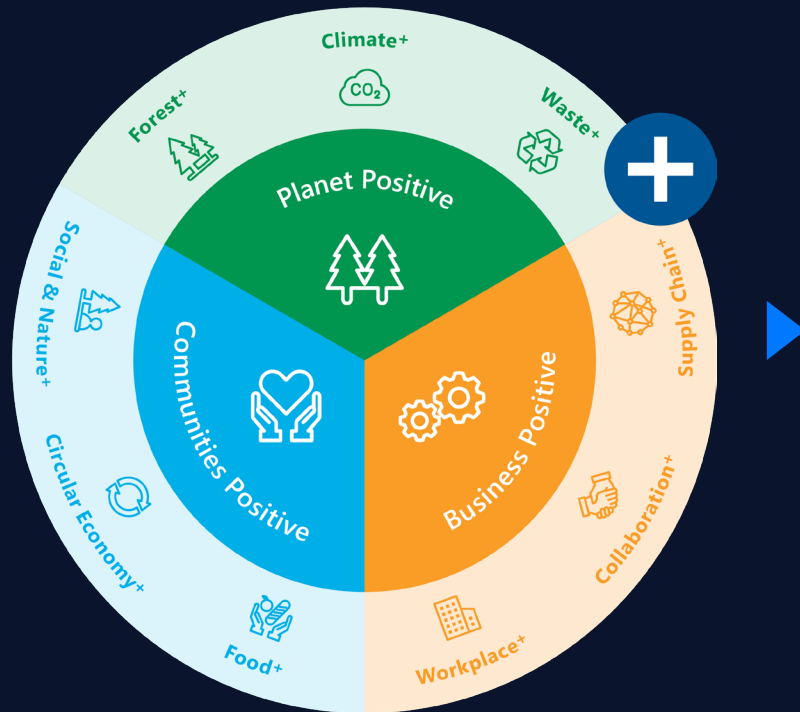 Climate+
Forest+
CO₂
Waste+
Planet Positive
Social & Nature+
Supply Chain+
Communities Positive
Business Positive
Circular Economy+
Collaboration+
Food+
Workplace+